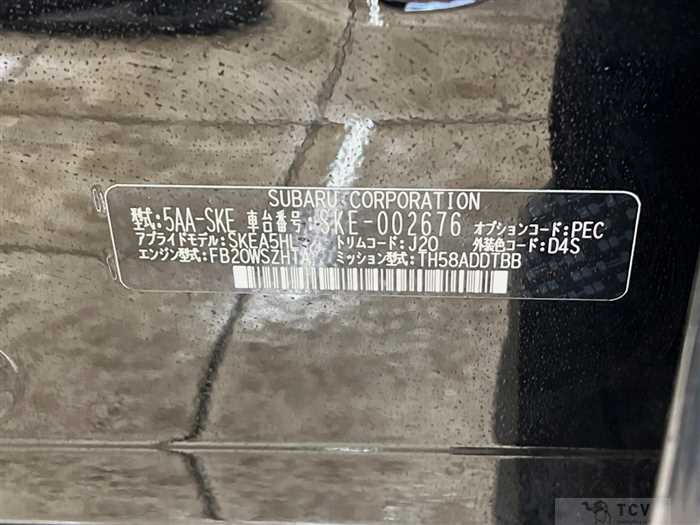 SUBARU CORPORATION
型式:5AA-SKE 車台番号:SKE-002676 オプションコード:PEC
アプライドモデル:SKEA5HL トリムコード:J20 外装色コード:D4S
エンジン型式:FB20WSZHTA ミッション型式:TH58ADDTBB
TCV